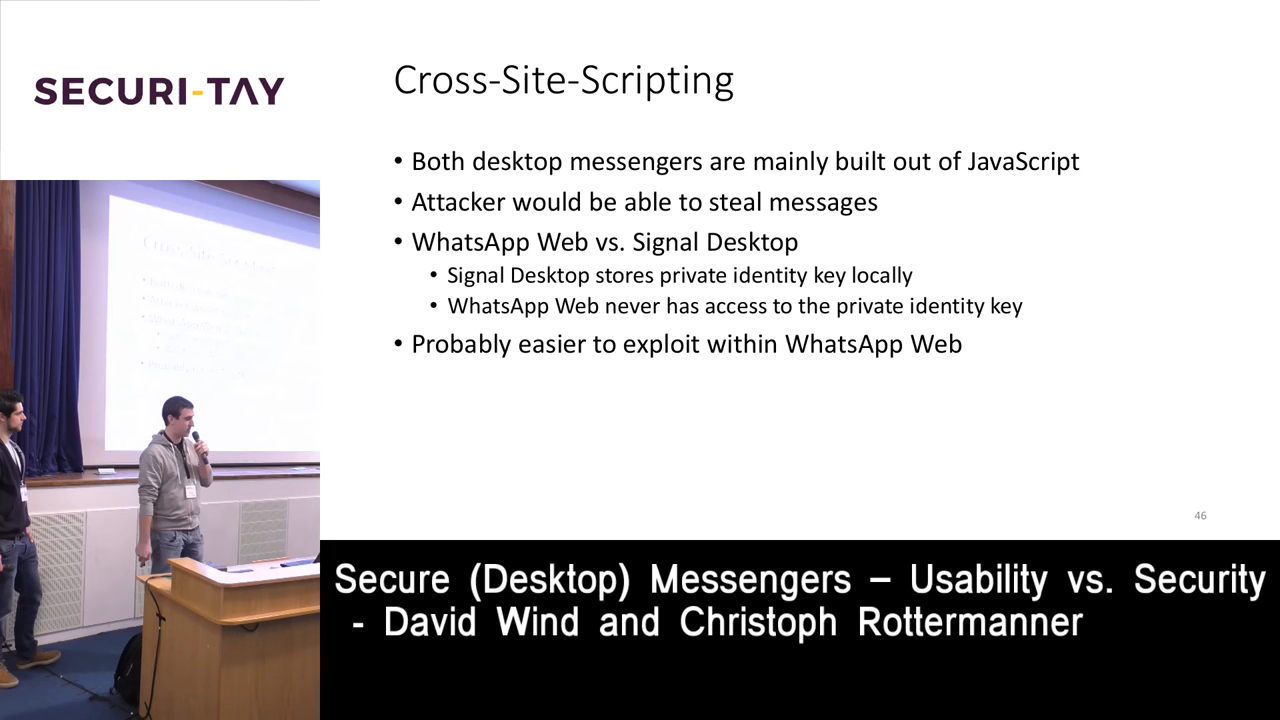 SECURI-TAY
Cross-Site-Scripting
• Both desktop messengers are mainly built out of JavaScript
• Attacker would be able to steal messages
• WhatsApp Web vs. Signal Desktop
• Signal Desktop stores private identity key locally
• WhatsApp Web never has access to the private identity key
• Probably easier to exploit within WhatsApp Web
46
Secure (Desktop) Messengers – Usability vs. Security
- David Wind and Christoph Rottermanner
Cross-Site-Scripting